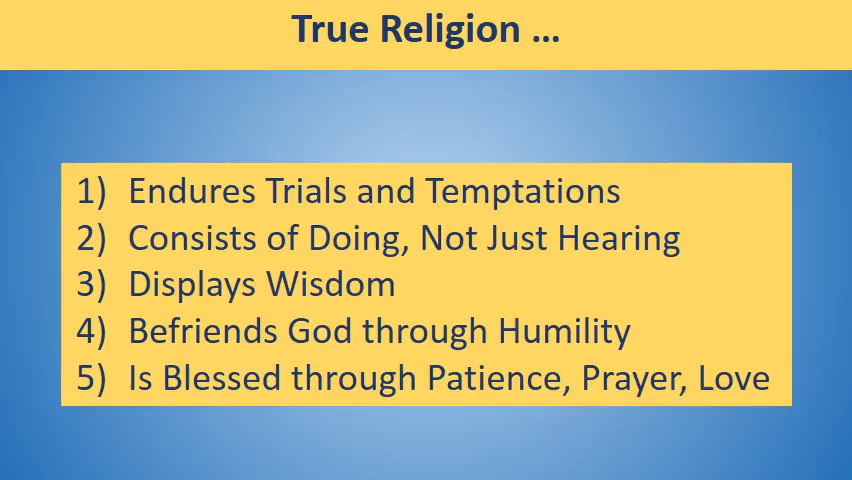 True Religion ...
1) Endures Trials and Temptations
2) Consists of Doing, Not Just Hearing
3) Displays Wisdom
4) Befriends God through Humility
5) Is Blessed through Patience, Prayer, Love